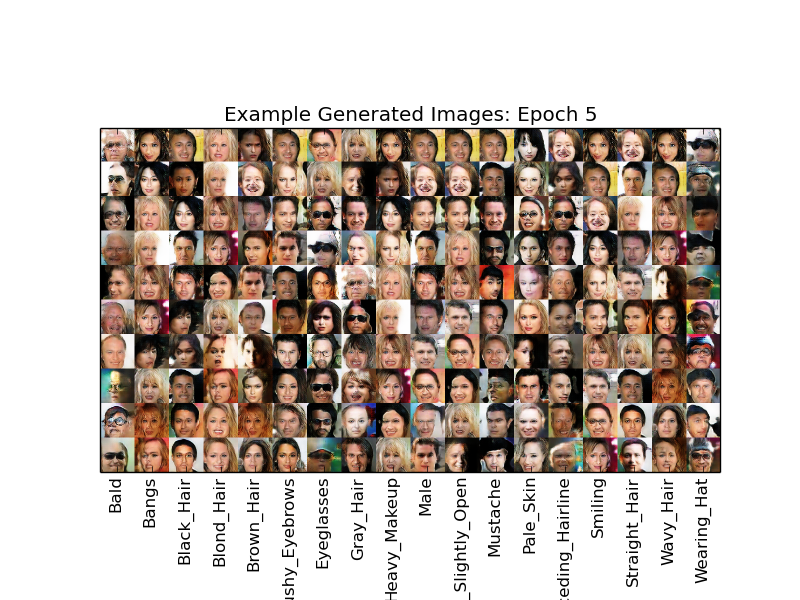 Example Generated Images: Epoch 5
Bald
Bangs
Black_Hair
Blond_Hair
Brown_Hair
ushy_Eyebrows
Eyeglasses
Gray_Hair
Heavy_Makeup
Male
_Slightly_Open
Mustache
Pale_Skin
eding_Hairline
Smiling
Straight_Hair
Wavy_Hair
Wearing_Hat